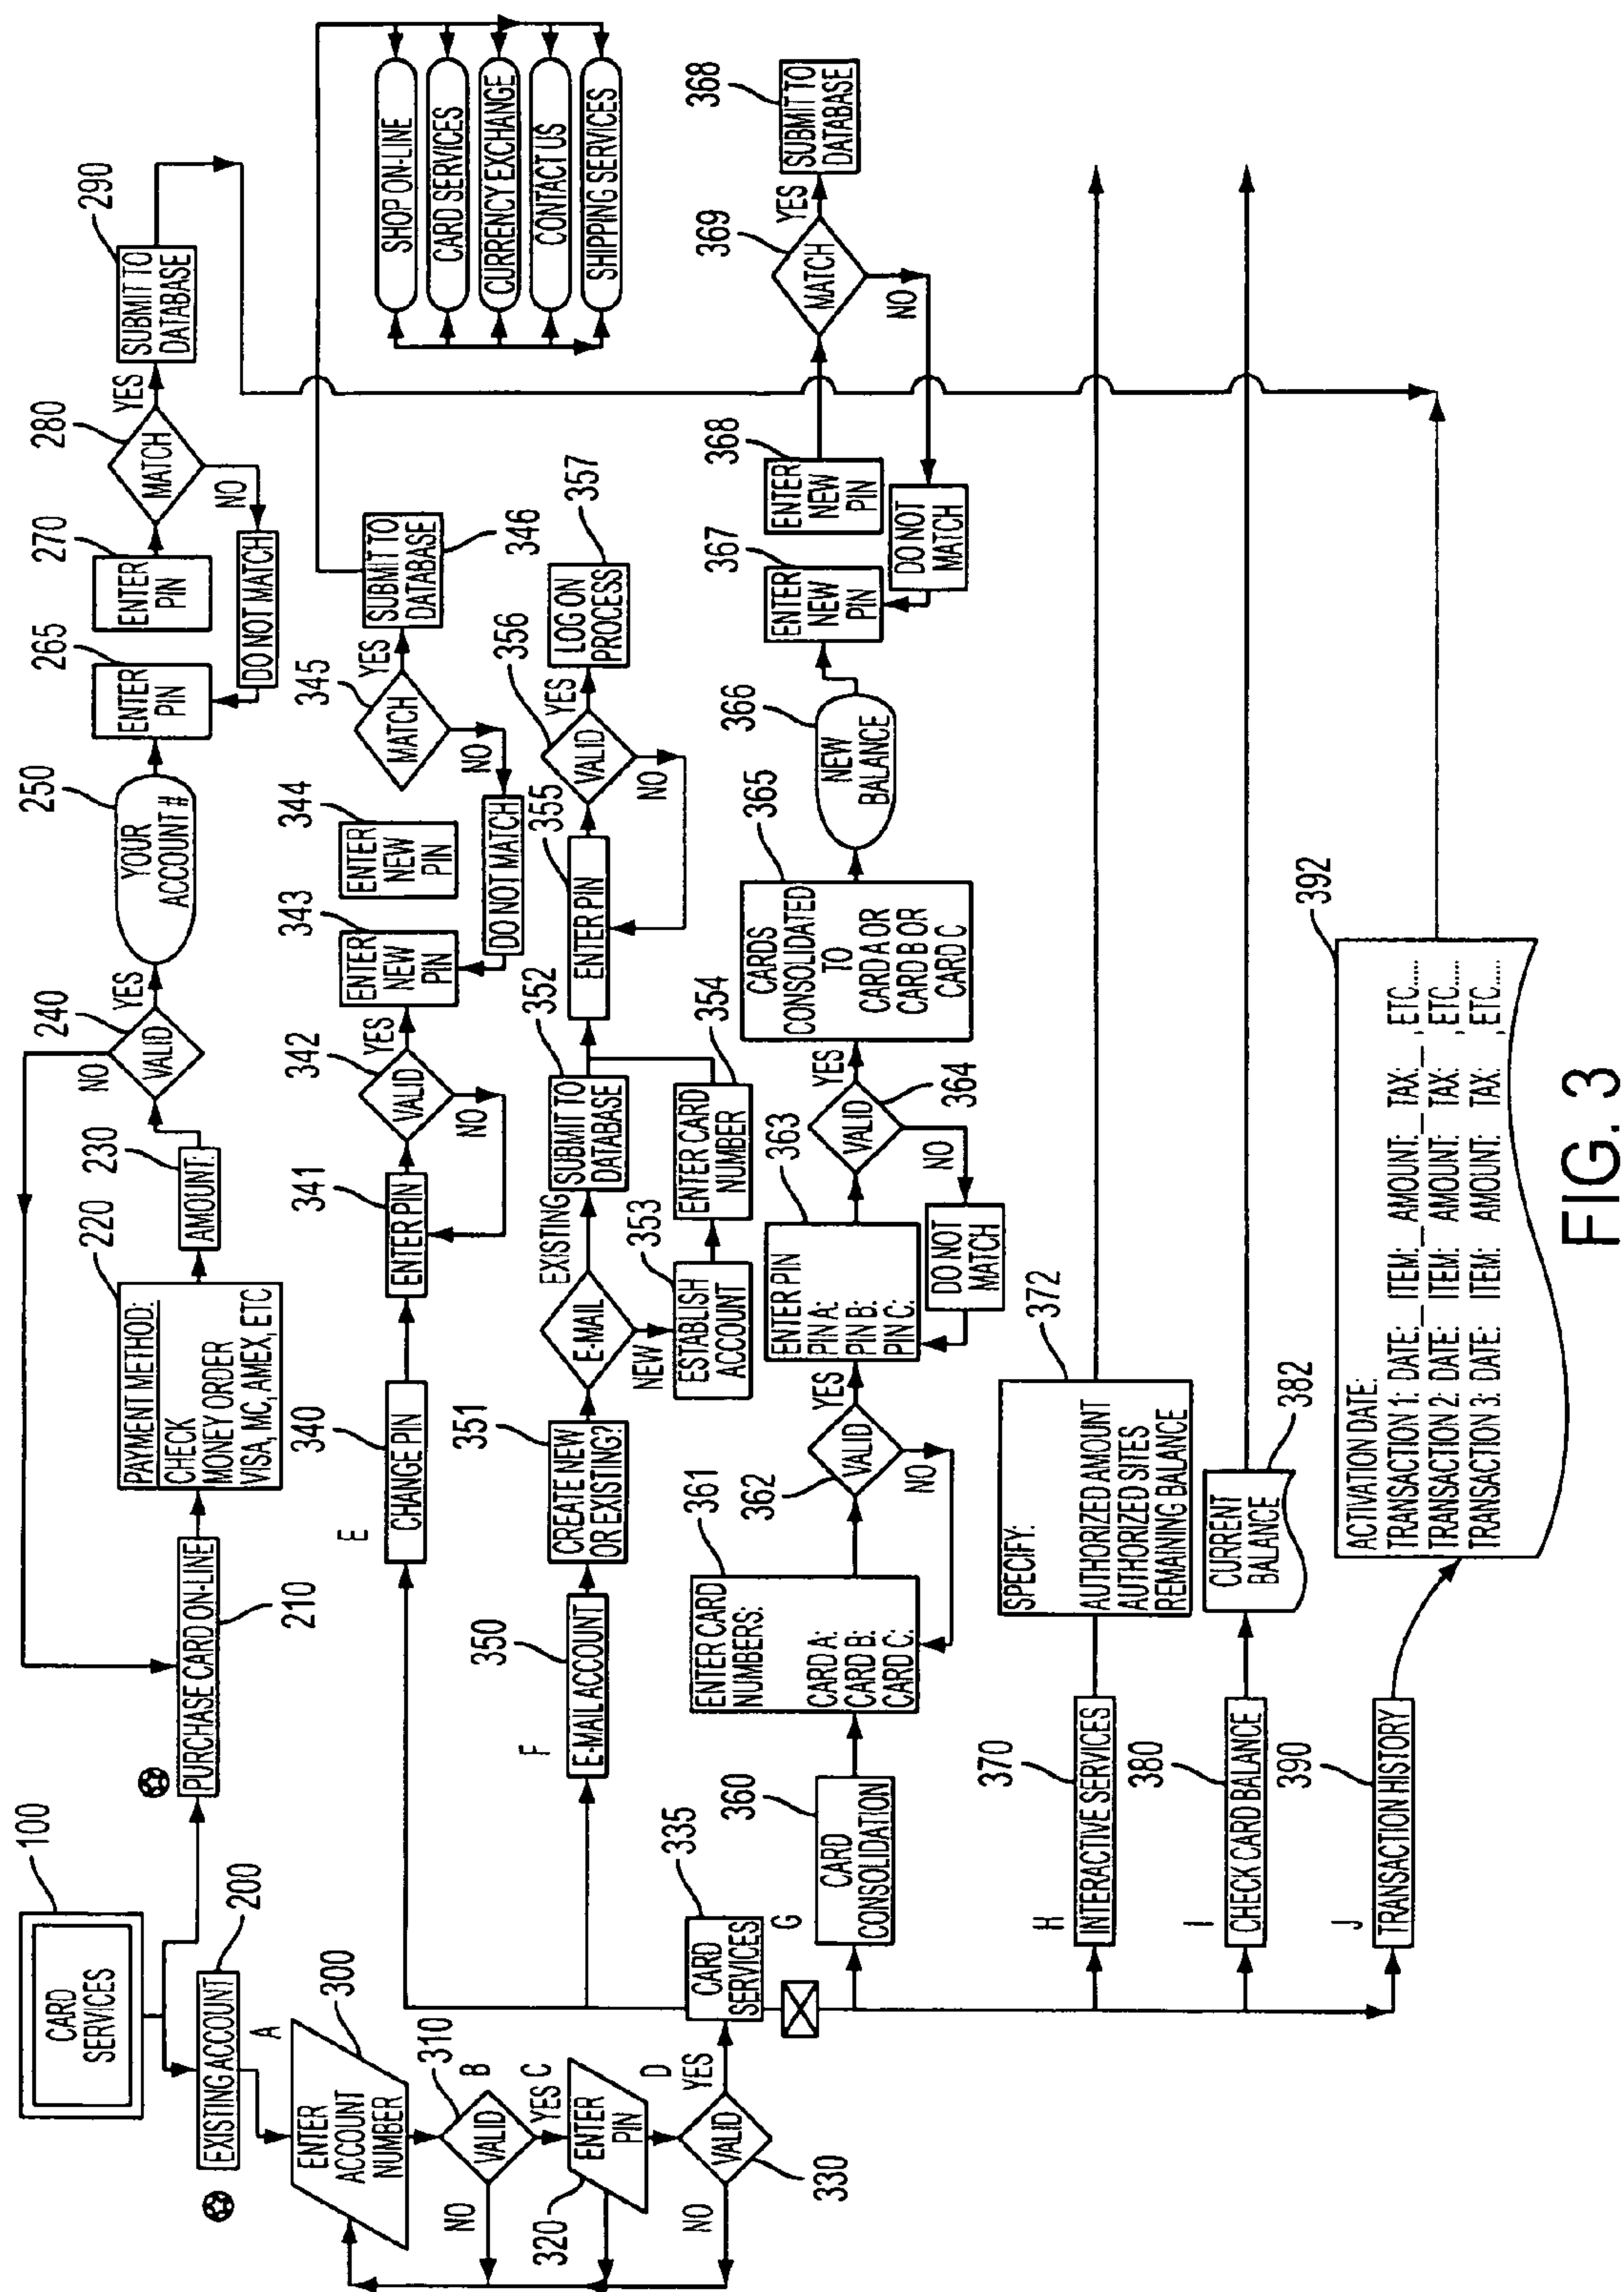 100
CARD
SERVICES
EXISTING ACCOUNT
200
PURCHASE CARD ON-LINE
210
PAYMENT METHOD:
CHECK
MONEY ORDER
VISA, MC, AMEX, ETC
220
AMOUNT:
230
VALID
240
NO
YES
YOUR
ACCOUNT #
250
ENTER
PIN
265
ENTER
PIN
270
MATCH
280
YES
NO
DO NOT MATCH
SUBMIT TO
DATABASE
290
A
ENTER
ACCOUNT
NUMBER
300
VALID
310
B
NO
YES
C
ENTER
PIN
320
D
VALID
330
NO
YES
CARD
SERVICES
335
E
CHANGE PIN
340
ENTER PIN
341
VALID
342
YES
NO
ENTER
NEW
PIN
343
ENTER
NEW
PIN
344
MATCH
345
YES
NO
DO NOT MATCH
SUBMIT TO
DATABASE
346
SHOP ON-LINE
CARD SERVICES
CURRENCY EXCHANGE
CONTACT US
SHIPPING SERVICES
F
E-MAIL ACCOUNT
350
CREATE NEW
OR EXISTING?
351
E-MAIL
EXISTING
NEW
SUBMIT TO
DATABASE
352
ESTABLISH
ACCOUNT
353
ENTER CARD
NUMBER
354
ENTER PIN
355
VALID
356
YES
NO
LOG ON
PROCESS
357
G
CARD
CONSOLIDATION
360
ENTER CARD
NUMBERS:
CARD A:
CARD B:
CARD C:
361
VALID
362
YES
NO
ENTER PIN
PIN A:
PIN B:
PIN C:
363
VALID
364
YES
NO
DO NOT
MATCH
CARDS
CONSOLIDATED
TO
CARD A OR
CARD B OR
CARD C
365
NEW
BALANCE
366
ENTER
NEW
PIN
367
ENTER
NEW
PIN
368
DO NOT
MATCH
MATCH
369
YES
NO
SUBMIT TO
DATABASE
368
H
INTERACTIVE SERVICES
370
SPECIFY:
AUTHORIZED AMOUNT
AUTHORIZED SITES
REMAINING BALANCE
372
I
CHECK CARD BALANCE
380
CURRENT
BALANCE
382
J
TRANSACTION HISTORY
390
ACTIVATION DATE:
TRANSACTION 1: DATE:_ _ ITEM:_ _ AMOUNT:_ _ TAX:_ _, ETC....
TRANSACTION 2: DATE: ITEM: AMOUNT: TAX: , ETC....
TRANSACTION 3: DATE: ITEM: AMOUNT: TAX: , ETC....
392
FIG. 3